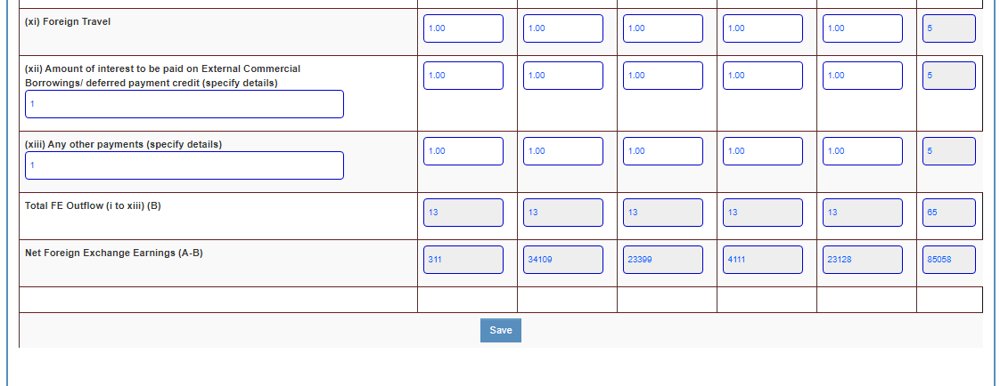 (xi) Foreign Travel
1.00 1.00 1.00 1.00 1.00 5
(xii) Amount of interest to be paid on External Commercial
Borrowings/ deferred payment credit (specify details)
1.00 1.00 1.00 1.00 1.00 5
1
(xiii) Any other payments (specify details)
1.00 1.00 1.00 1.00 1.00 5
1
Total FE Outflow (i to xiii) (B)
13 13 13 13 13 65
Net Foreign Exchange Earnings (A-B)
311 34109 23399 4111 23128 85058
Save